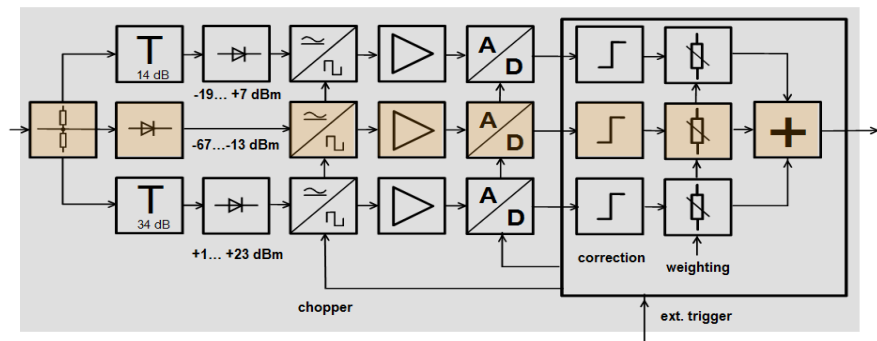 T
14 dB
A
D
-19... +7 dBm
A
D
-67...-13 dBm
T
34 dB
A
D
+1... +23 dBm
correction
weighting
chopper
ext. trigger